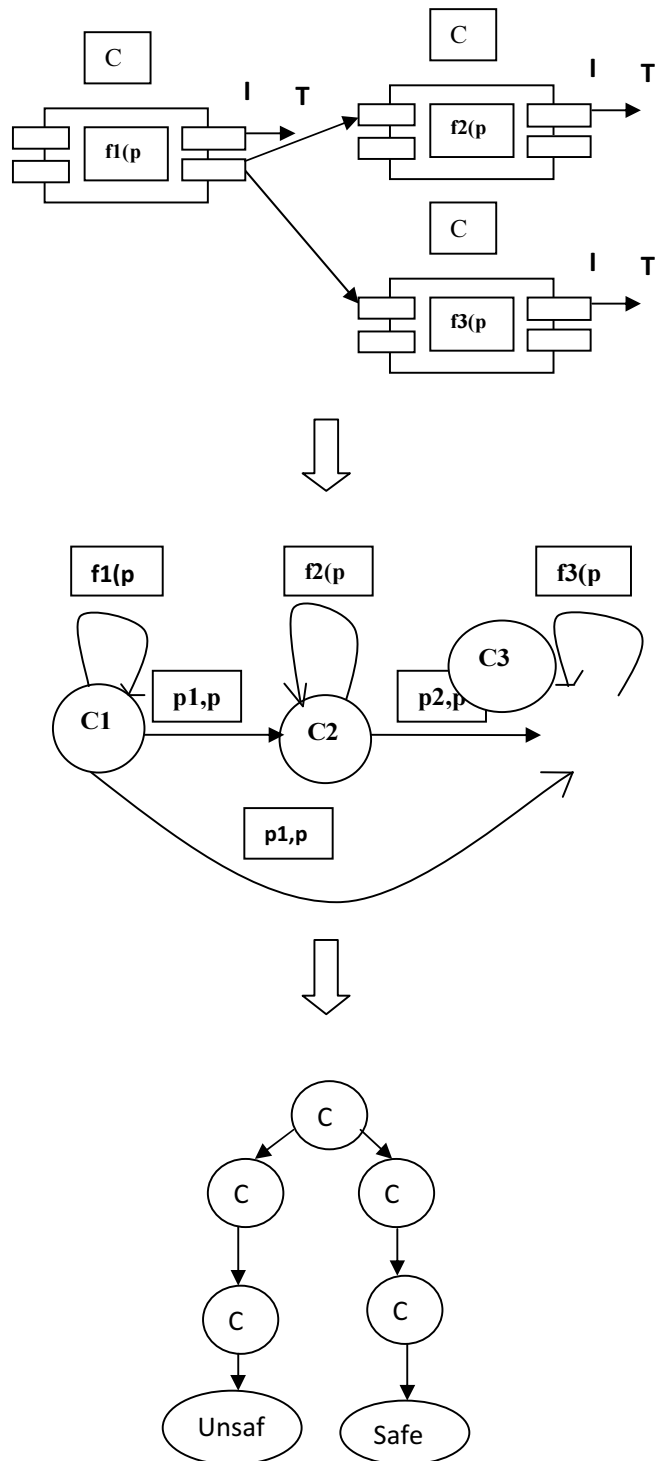 C
C
I T
I T
f1(p
f2(p
C
I T
f3(p
f1(p
f2(p
f3(p
C3
p1,p
p2,p
C1
C2
p1,p
C
C
C
C
C
Unsaf
Safe